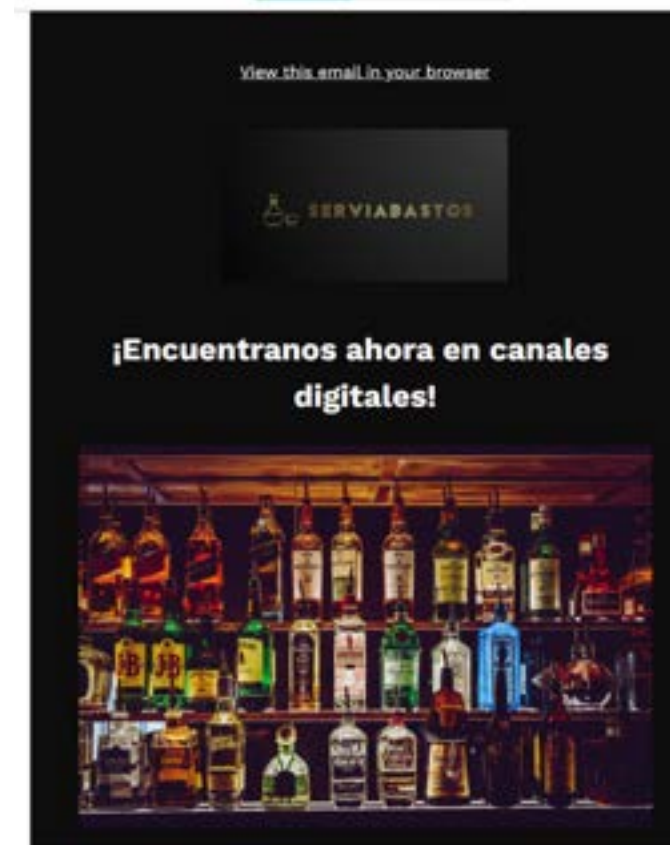 View this email in your browser
SERVIABASTOS
¡Encuentranos ahora en canales
digitales!
J&B